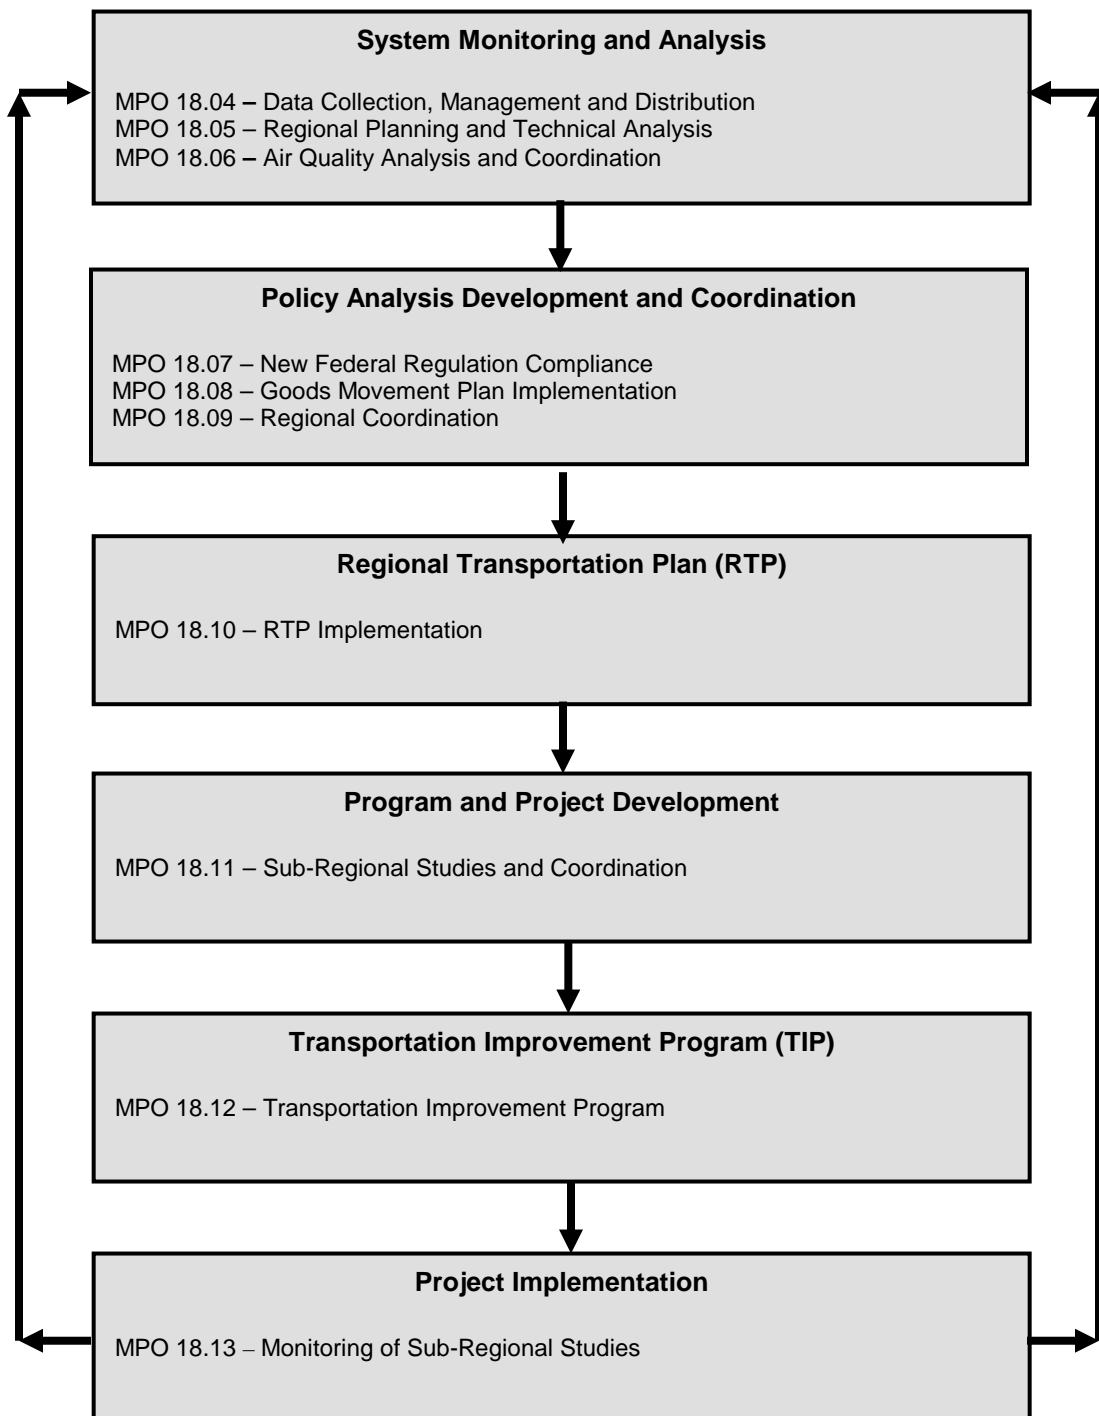 System Monitoring and Analysis
MPO 18.04 – Data Collection, Management and Distribution
MPO 18.05 – Regional Planning and Technical Analysis
MPO 18.06 – Air Quality Analysis and Coordination
Policy Analysis Development and Coordination
MPO 18.07 – New Federal Regulation Compliance
MPO 18.08 – Goods Movement Plan Implementation
MPO 18.09 – Regional Coordination
Regional Transportation Plan (RTP)
MPO 18.10 – RTP Implementation
Program and Project Development
MPO 18.11 – Sub-Regional Studies and Coordination
Transportation Improvement Program (TIP)
MPO 18.12 – Transportation Improvement Program
Project Implementation
MPO 18.13 – Monitoring of Sub-Regional Studies